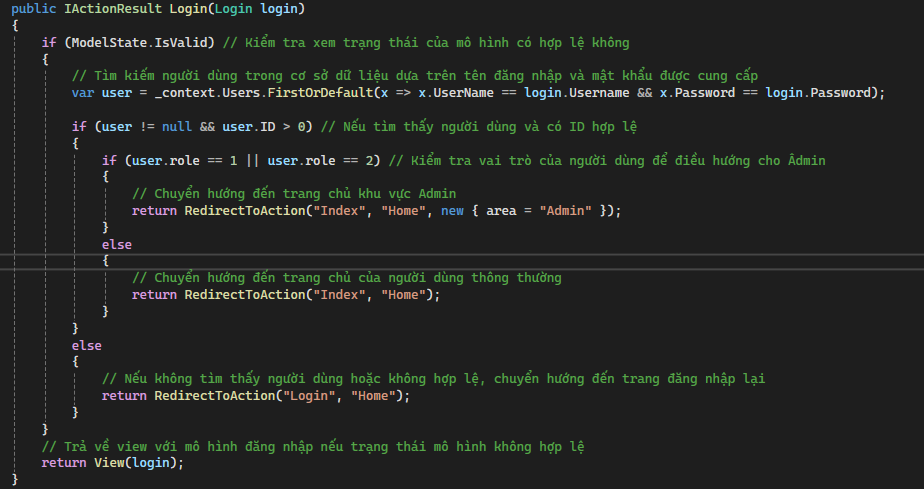 public IActionResult Login(Login login)
{
if (ModelState.IsValid) // Kiểm tra xem trạng thái của mô hình có hợp lệ không
{
// Tìm kiếm người dùng trong cơ sở dữ liệu dựa trên tên đăng nhập và mật khẩu được cung cấp
var user = _context.Users.FirstOrDefault(x => x.UserName == login.Username && x.Password == login.Password);
if (user != null && user.ID > 0) // Nếu tìm thấy người dùng và có ID hợp lệ
{
if (user.role == 1 || user.role == 2) // Kiểm tra vai trò của người dùng để điều hướng cho Âdmin
{
// Chuyển hướng đến trang chủ khu vực Admin
return RedirectToAction("Index", "Home", new { area = "Admin" });
}
else
{
// Chuyển hướng đến trang chủ của người dùng thông thường
return RedirectToAction("Index", "Home");
}
}
else
{
// Nếu không tìm thấy người dùng hoặc không hợp lệ, chuyển hướng đến trang đăng nhập lại
return RedirectToAction("Login", "Home");
}
}
// Trả về view với mô hình đăng nhập nếu trạng thái mô hình không hợp lệ
return View(login);
}